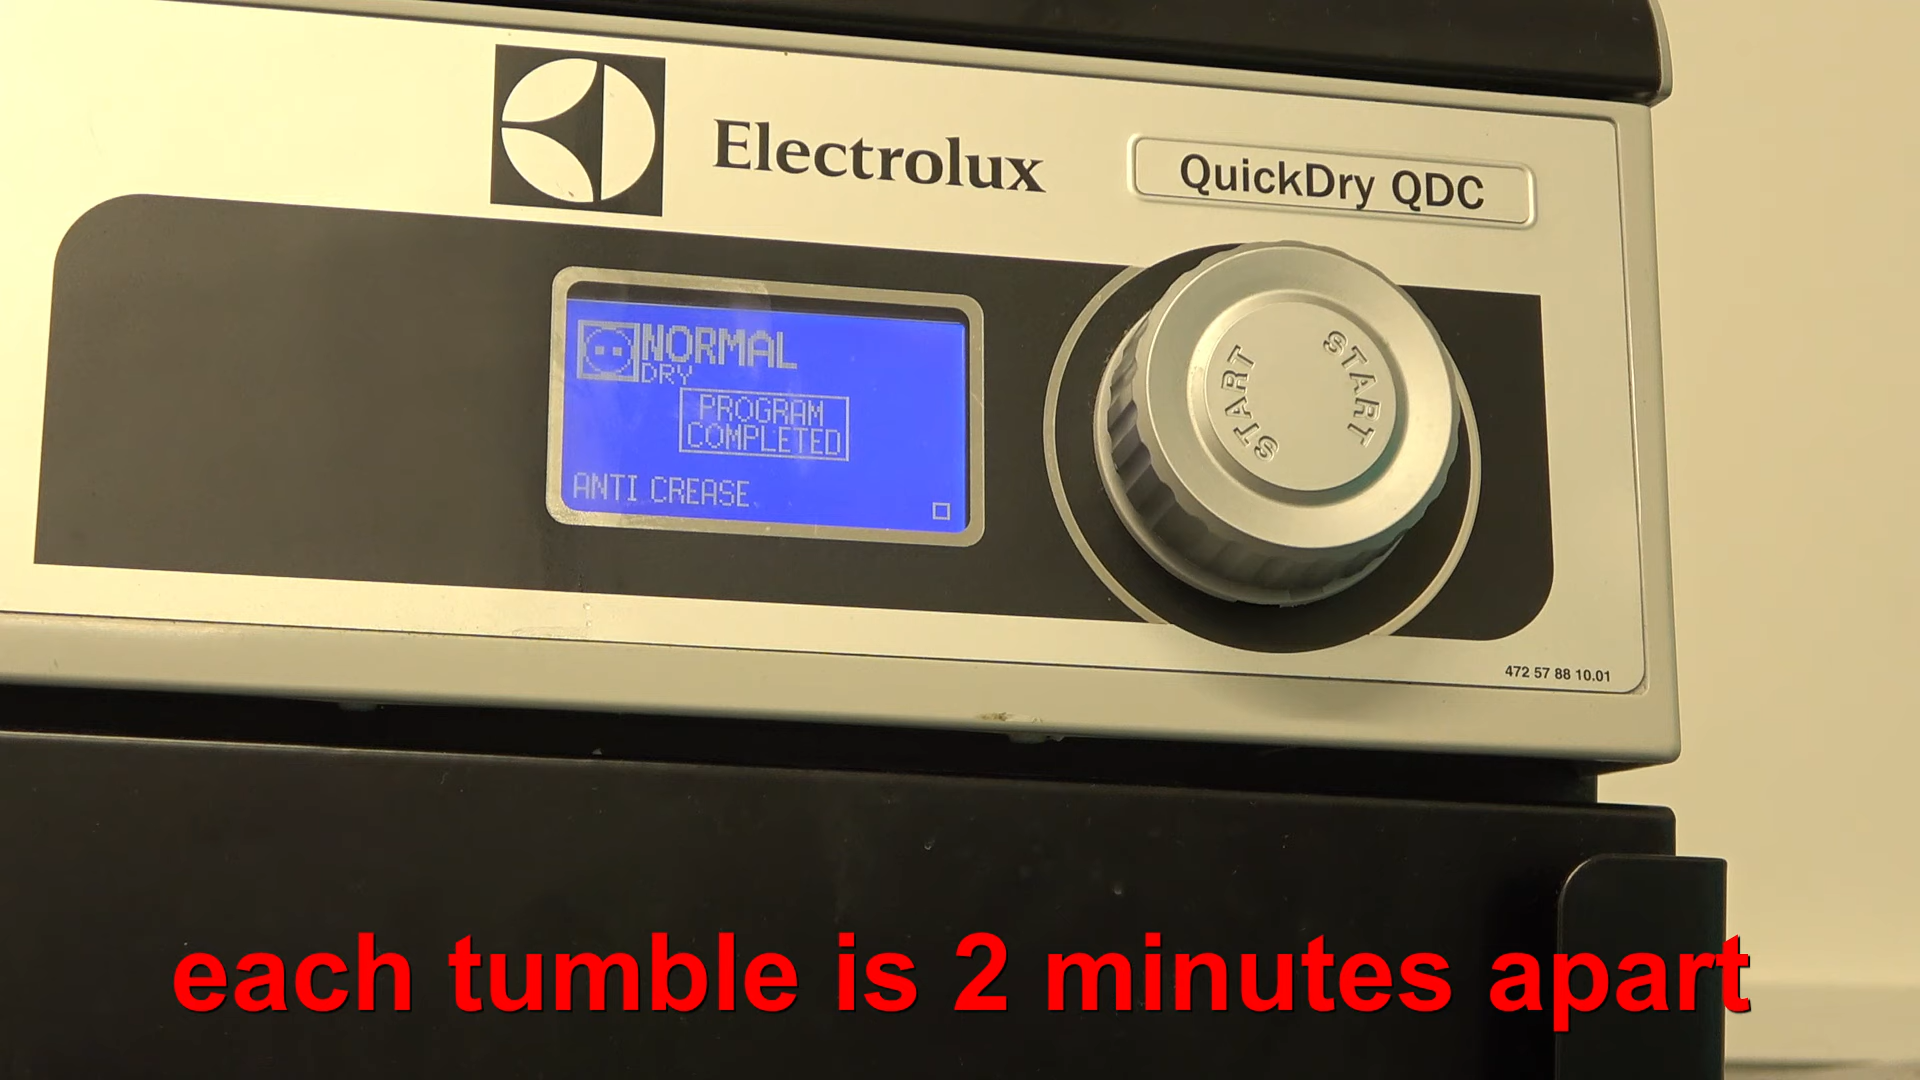 Electrolux
QuickDry QDC
NORMAL
DRY
PROGRAM
COMPLETED
ANTI CREASE
START
START
472 57 88 10.01
each tumble is 2 minutes apart